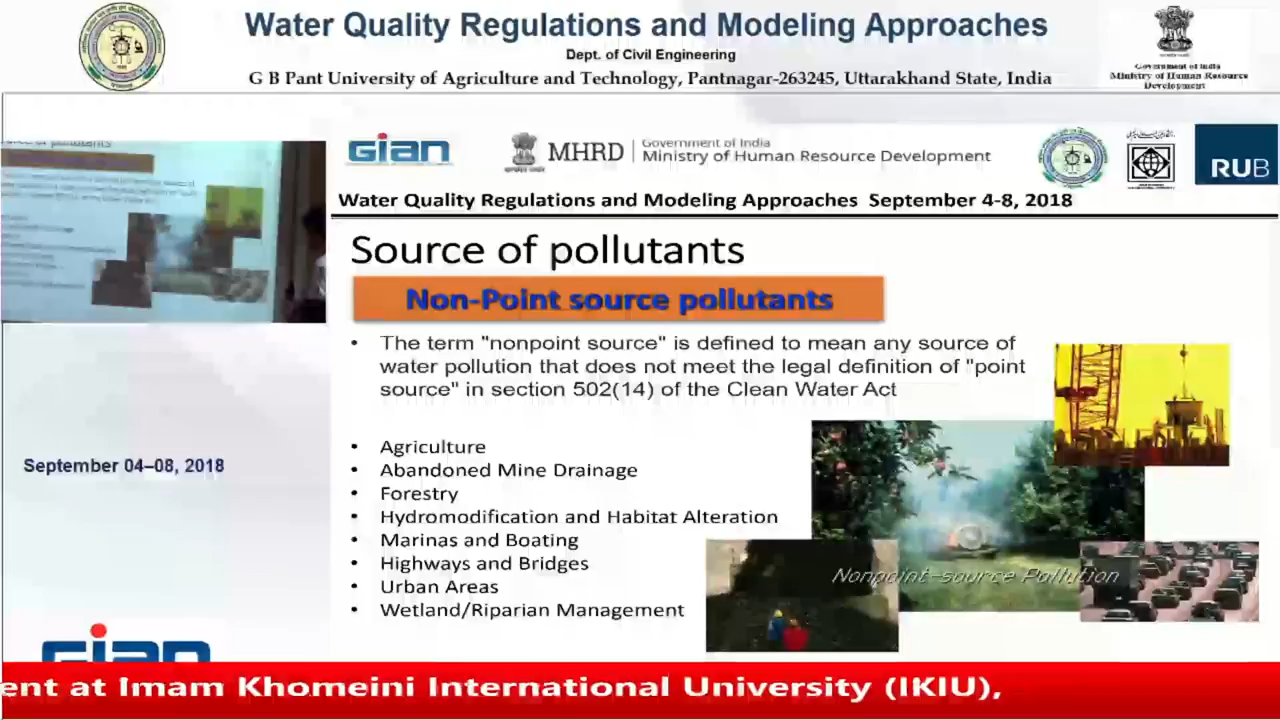 Water Quality Regulations and Modeling Approaches
Dept. of Civil Engineering
G B Pant University of Agriculture and Technology, Pantnagar-263245, Uttarakhand State, India
Government of India
Ministry of Human Resource
Development
GIAN
MHRD
Government of India
Ministry of Human Resource Development
RUB
Water Quality Regulations and Modeling Approaches September 4-8, 2018
Source of pollutants
Non-Point source pollutants
• The term "nonpoint source" is defined to mean any source of
water pollution that does not meet the legal definition of "point
source" in section 502(14) of the Clean Water Act
• Agriculture
• Abandoned Mine Drainage
• Forestry
• Hydromodification and Habitat Alteration
• Marinas and Boating
• Highways and Bridges
• Urban Areas
• Wetland/Riparian Management
Nonpoint-source Pollution
September 04–08, 2018
GIAN
ent at Imam Khomeini International University (IKIU),